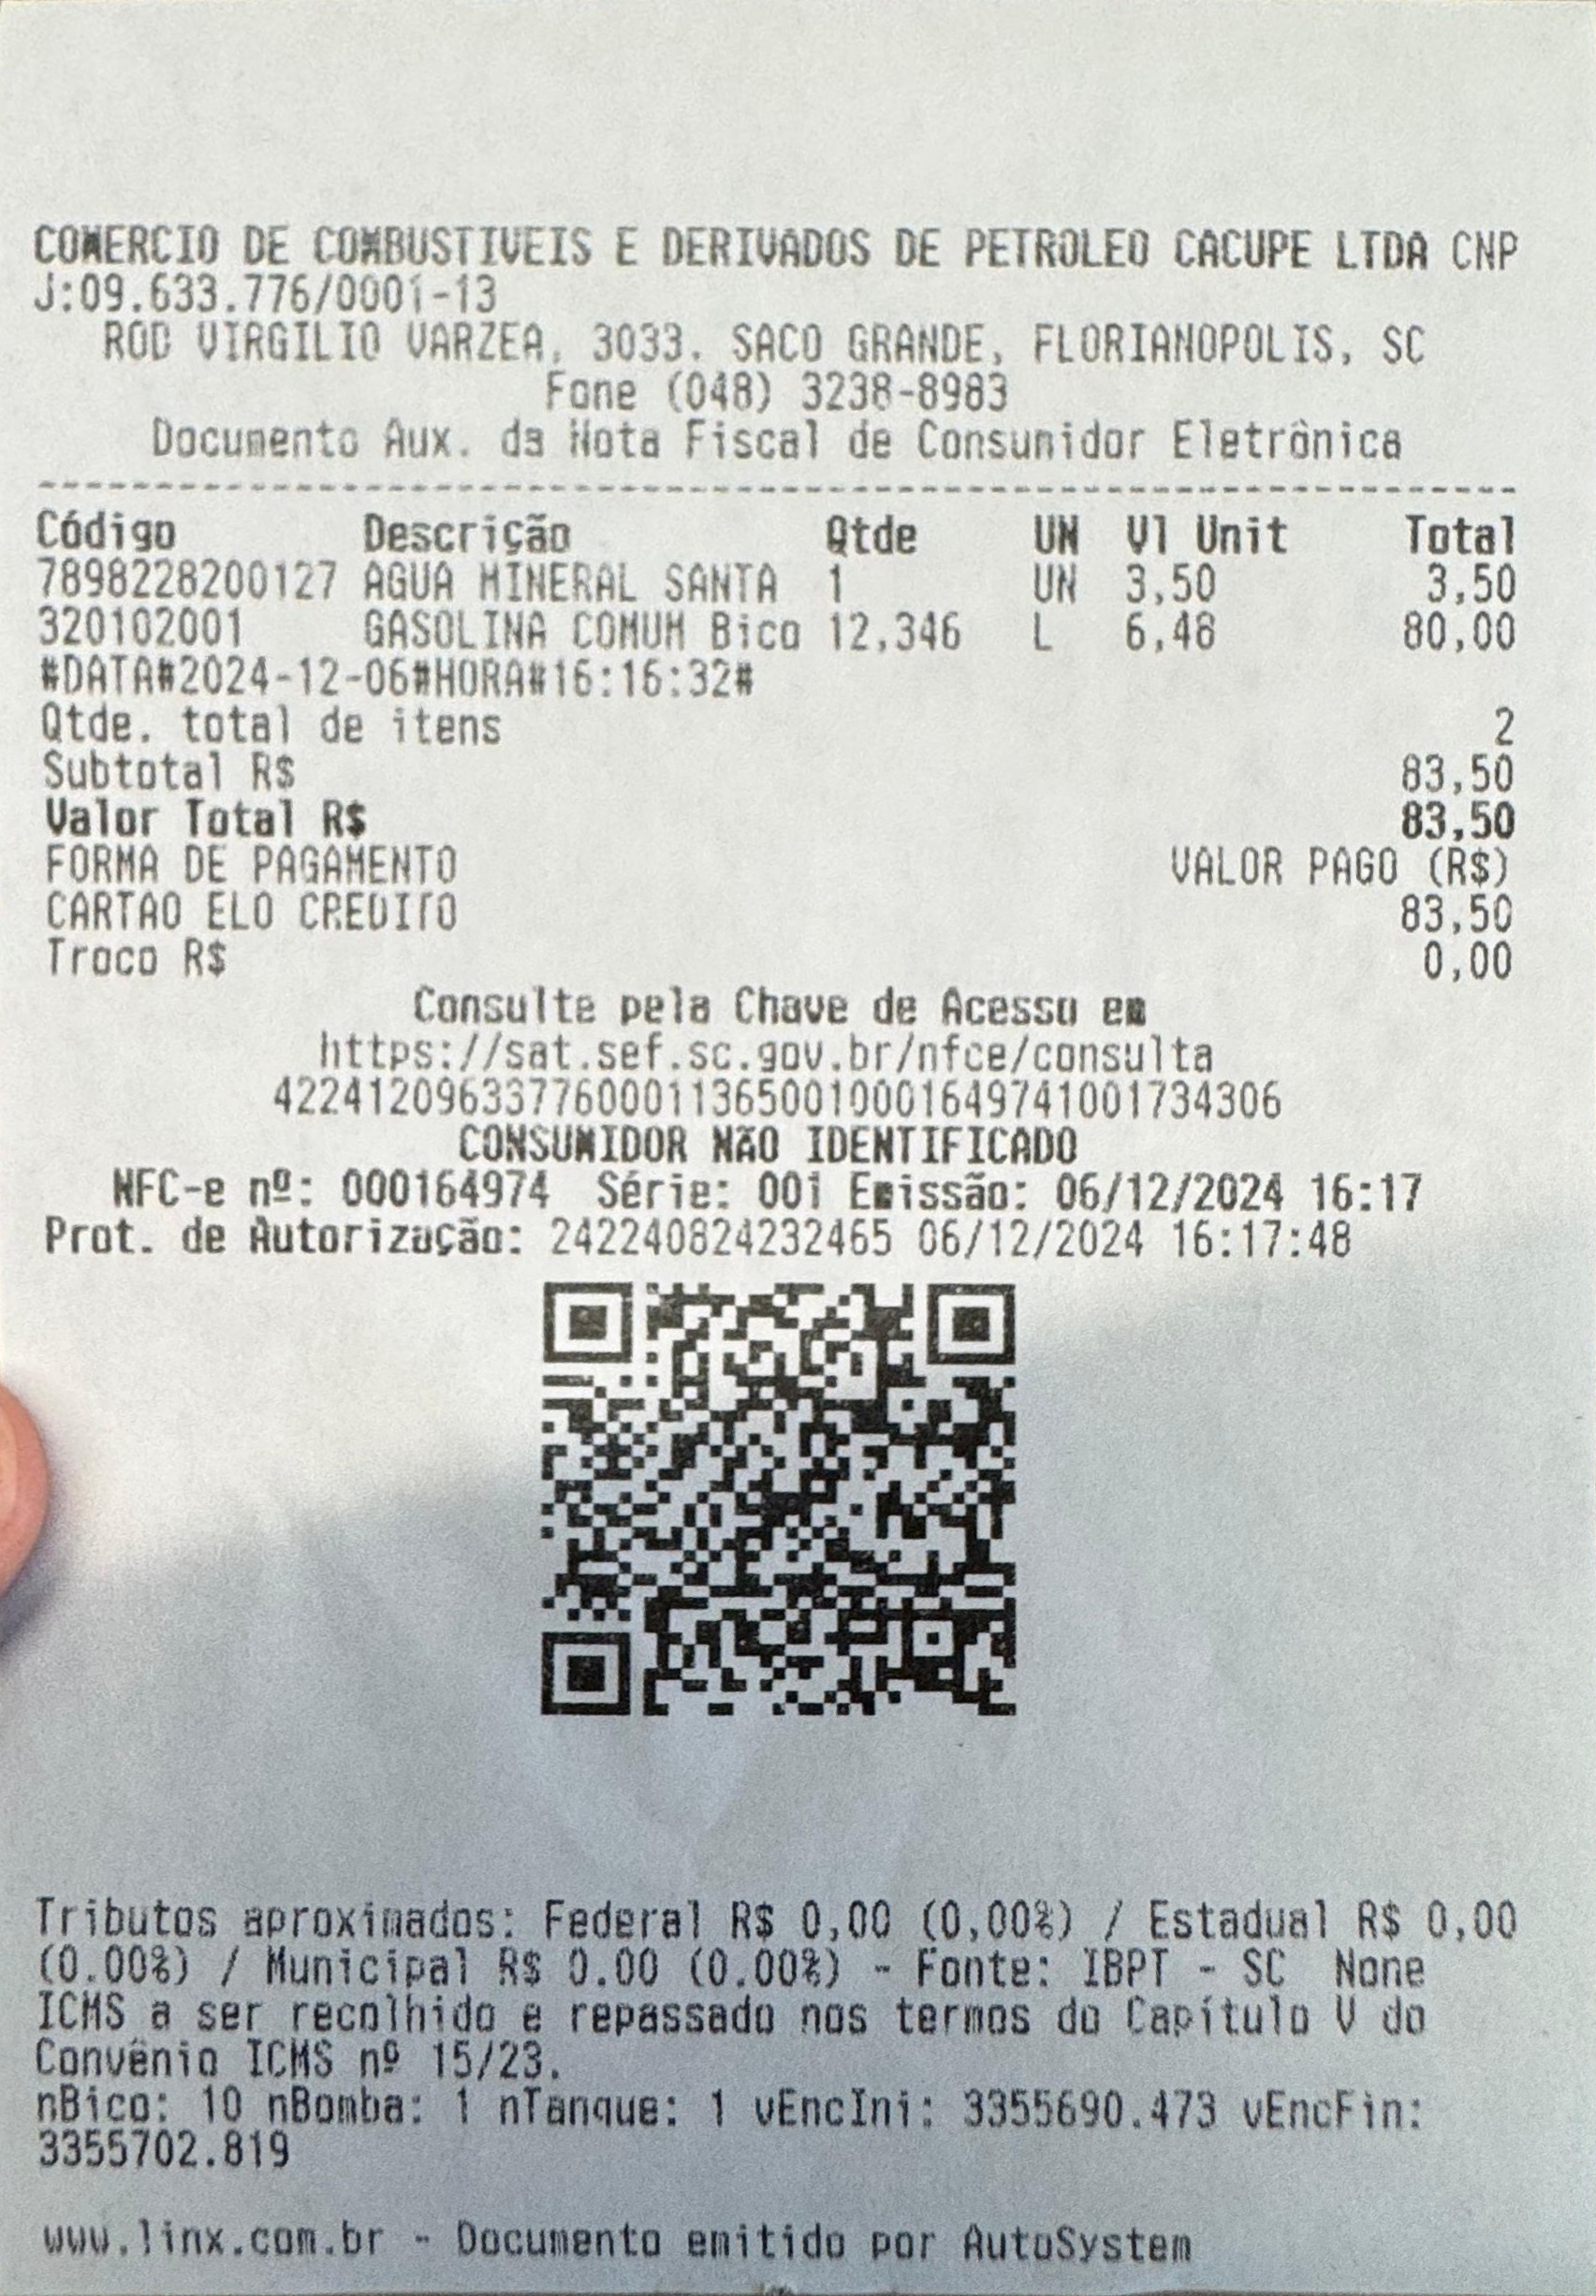 COMERCIO DE COMBUSTIVEIS E DERIVADOS DE PETROLEO CACUPE LTDA CNP
J:09.633.776/0001-13
ROD VIRGILIO VARZEA, 3033. SACO GRANDE, FLORIANOPOLIS, SC
Fone (048) 3238-8983
Documento Aux. da Nota Fiscal de Consumidor Eletrônica
Código Descrição Qtde UN Vl Unit Total
7898228200127 AGUA MINERAL SANTA 1 UN 3,50 3,50
320102001 GASOLINA COMUM Bico 12,346 L 6,48 80,00
#DATA#2024-12-06#HORA#16:16:32#
Qtde. total de itens 2
Subtotal R$ 83,50
Valor Total R$ 83,50
FORMA DE PAGAMENTO VALOR PAGO (R$)
CARTAO ELO CREDITO 83,50
Troco R$ 0,00
Consulte pela Chave de Acesso em
https://sat.sef.sc.gov.br/nfce/consulta
42241209633776000113650010001649741001734306
CONSUMIDOR NÃO IDENTIFICADO
NFC-e nº: 000164974 Série: 001 Emissão: 06/12/2024 16:17
Prot. de Autorização: 242240824232465 06/12/2024 16:17:48
Tributos aproximados: Federal R$ 0,00 (0,00%) / Estadual R$ 0,00
(0.00%) / Municipal R$ 0.00 (0.00%) - Fonte: IBPT - SC None
ICMS a ser recolhido e repassado nos termos do Capítulo V do
Convênio ICMS nº 15/23.
nBico: 10 nBomba: 1 nTanque: 1 vEncIni: 3355690.473 vEncFin:
3355702.819
www.linx.com.br - Documento emitido por AutoSystem